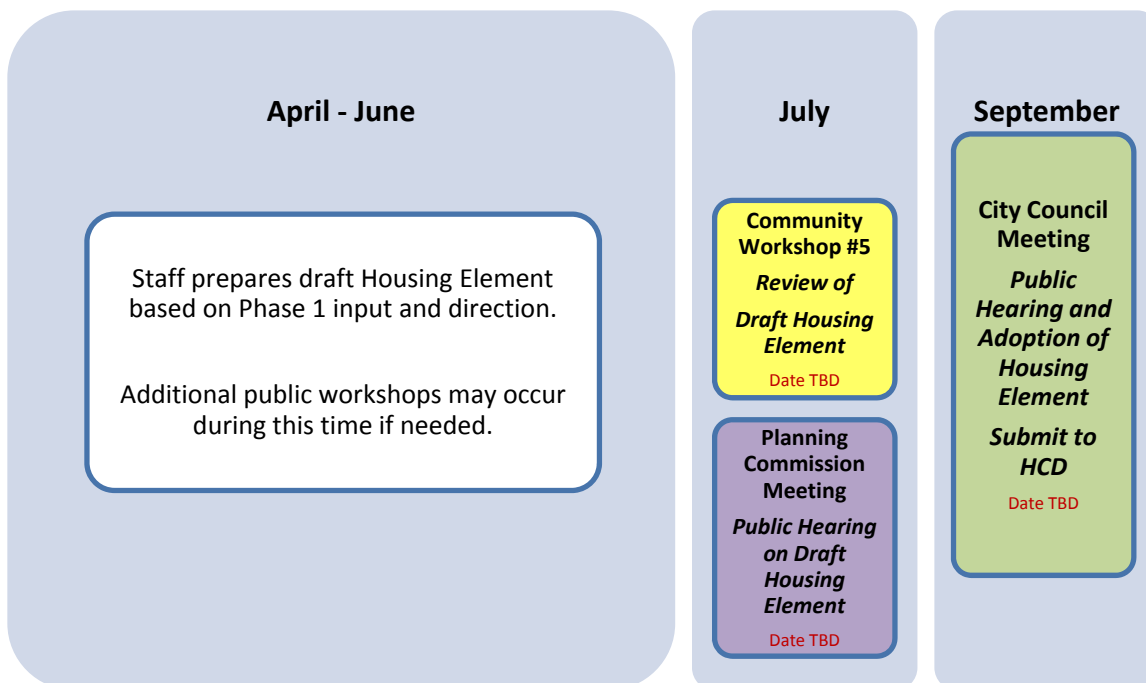 April - June
Staff prepares draft Housing Element
based on Phase 1 input and direction.
Additional public workshops may occur
during this time if needed.
July
Community
Workshop #5
Review of
Draft Housing
Element
Date TBD
Planning
Commission
Meeting
Public Hearing
on Draft
Housing
Element
Date TBD
September
City Council
Meeting
Public
Hearing and
Adoption of
Housing
Element
Submit to
HCD
Date TBD